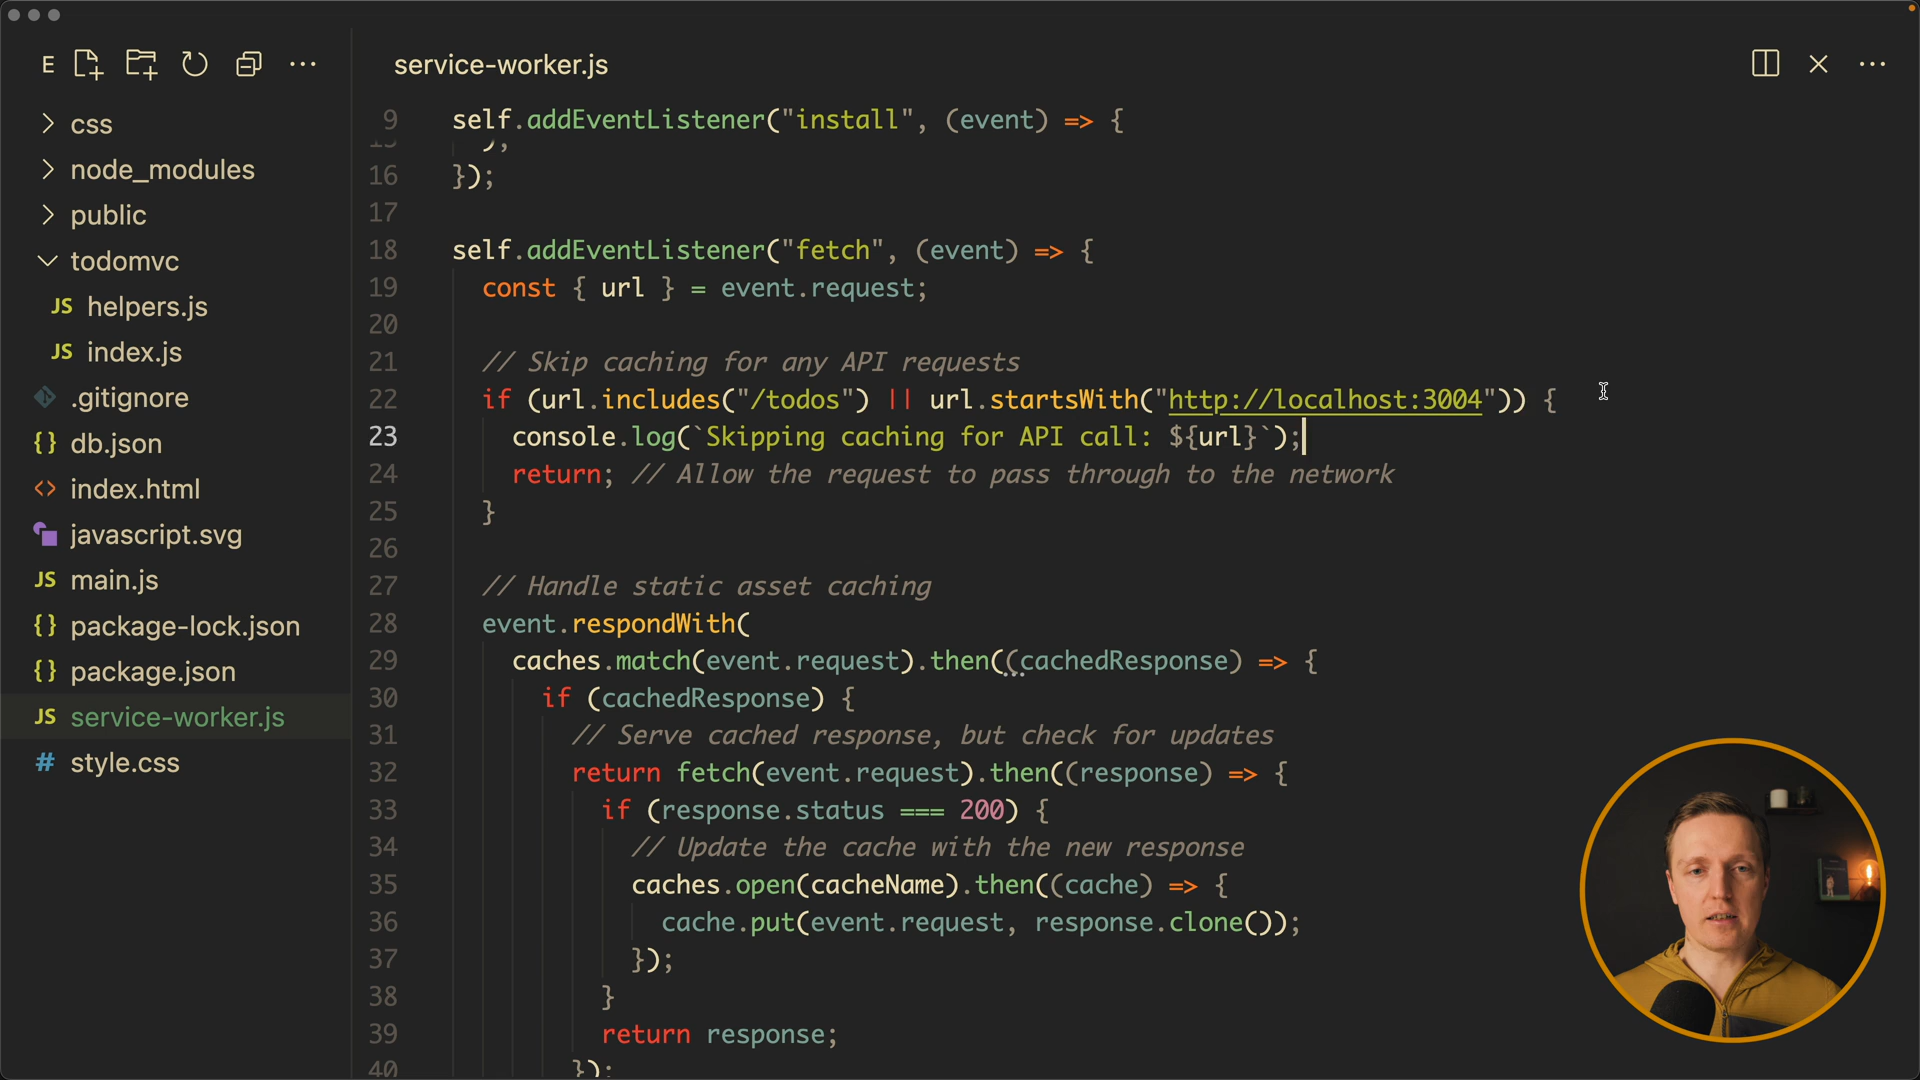 E
css
node_modules
public
todomvc
JS helpers.js
JS index.js
.gitignore
{} db.json
<> index.html
javascript.svg
JS main.js
{} package-lock.json
{} package.json
JS service-worker.js
# style.css
service-worker.js
9 self.addEventListener("install", (event) => {
15 );
16 });
17
18 self.addEventListener("fetch", (event) => {
19 const { url } = event.request;
20
21 // Skip caching for any API requests
22 if (url.includes("/todos") || url.startsWith("http://localhost:3004")) {
23 console.log(`Skipping caching for API call: ${url}`);
24 return; // Allow the request to pass through to the network
25 }
26
27 // Handle static asset caching
28 event.respondWith(
29 caches.match(event.request).then((cachedResponse) => {
30 if (cachedResponse) {
31 // Serve cached response, but check for updates
32 return fetch(event.request).then((response) => {
33 if (response.status === 200) {
34 // Update the cache with the new response
35 caches.open(cacheName).then((cache) => {
36 cache.put(event.request, response.clone());
37 });
38 }
39 return response;
40 });